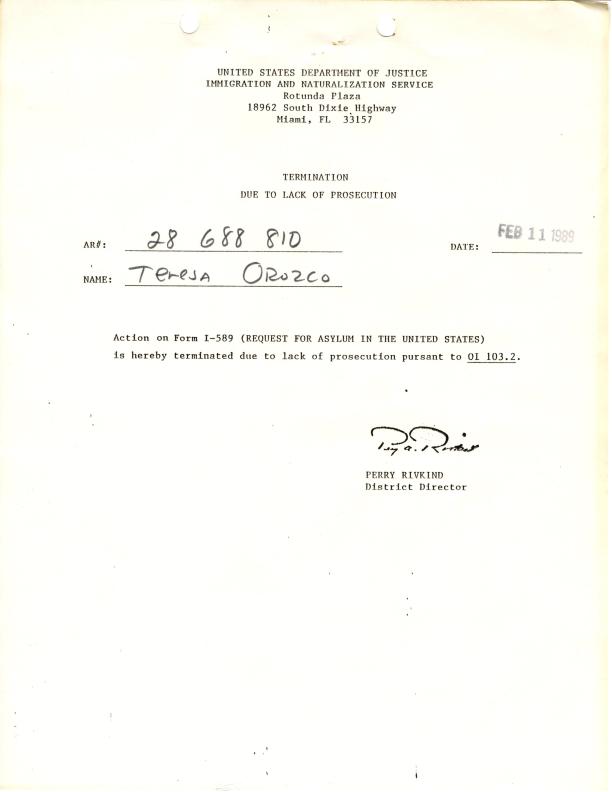 UNITED STATES DEPARTMENT OF JUSTICE
IMMIGRATION AND NATURALIZATION SERVICE
Rotunda Plaza
18962 South Dixie Highway
Miami, FL 33157
TERMINATION
DUE TO LACK OF PROSECUTION
AR#: 28 688 810
DATE: FEB 11 1989
NAME: Teresa Orozco
Action on Form I-589 (REQUEST FOR ASYLUM IN THE UNITED STATES)
is hereby terminated due to lack of prosecution pursuant to OI 103.2.
Perry A. Rivkind
PERRY RIVKIND
District Director